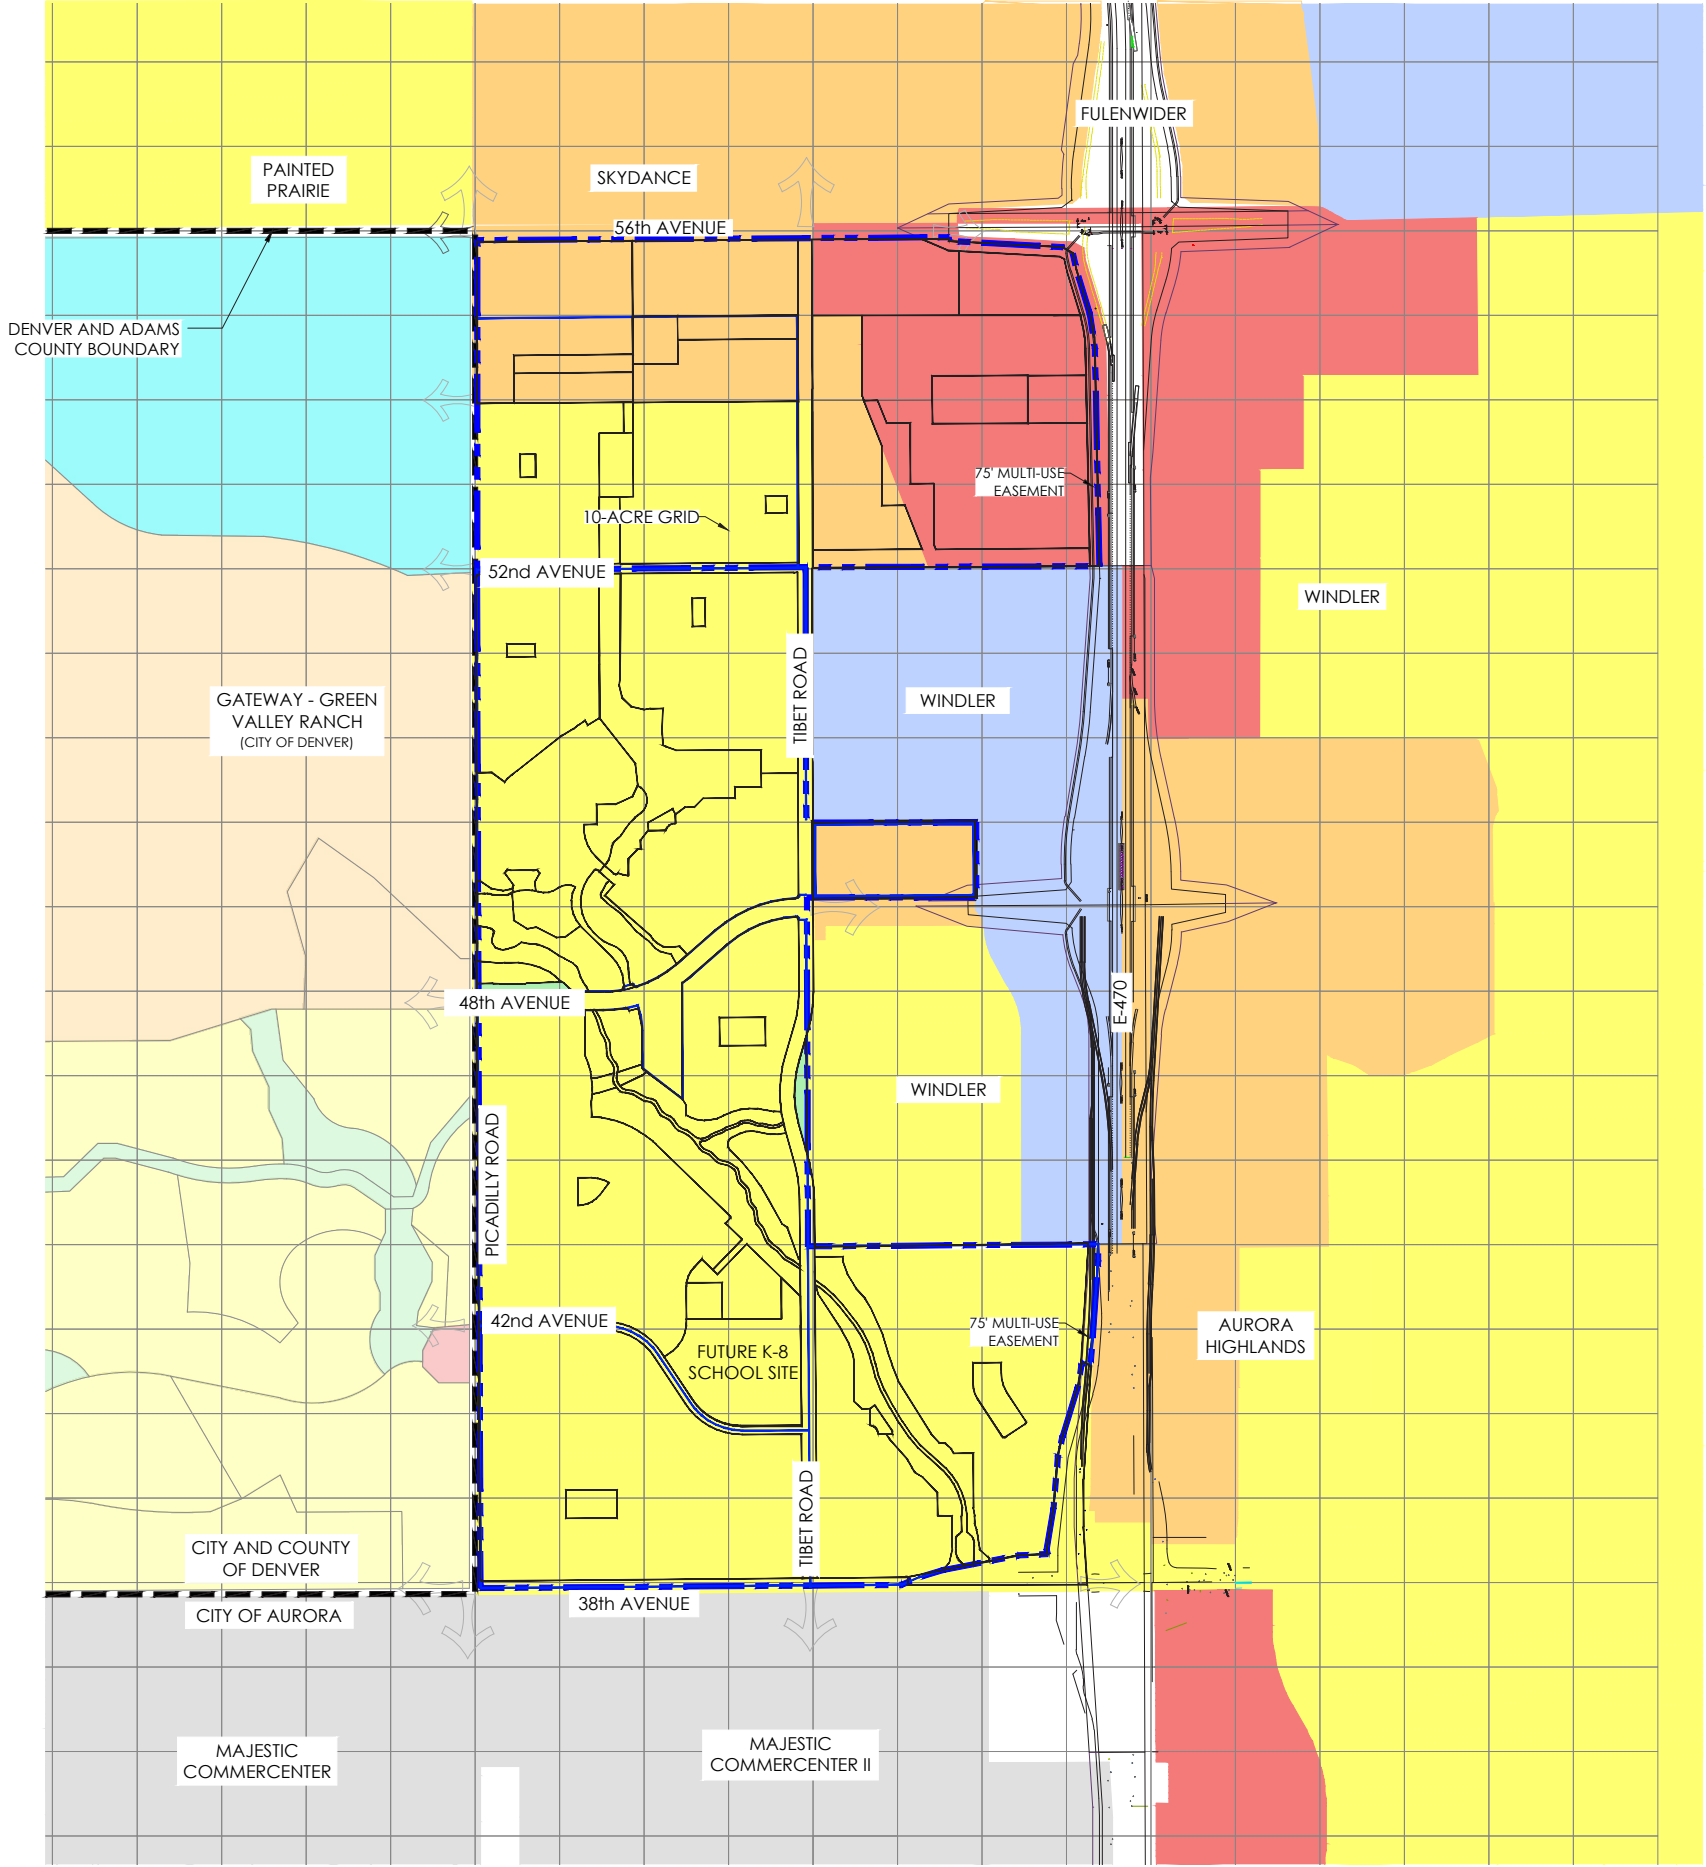 FULENWIDER
PAINTED
PRAIRIE
SKYDANCE
56th AVENUE
DENVER AND ADAMS
COUNTY BOUNDARY
75' MULTI-USE
EASEMENT
10-ACRE GRID
52nd AVENUE
WINDLER
TIBET ROAD
GATEWAY - GREEN
VALLEY RANCH
(CITY OF DENVER)
WINDLER
48th AVENUE
E-470
WINDLER
PICADILLY ROAD
42nd AVENUE
75' MULTI-USE
EASEMENT
AURORA
HIGHLANDS
FUTURE K-8
SCHOOL SITE
TIBET ROAD
CITY AND COUNTY
OF DENVER
38th AVENUE
CITY OF AURORA
MAJESTIC
COMMERCENTER
MAJESTIC
COMMERCENTER II